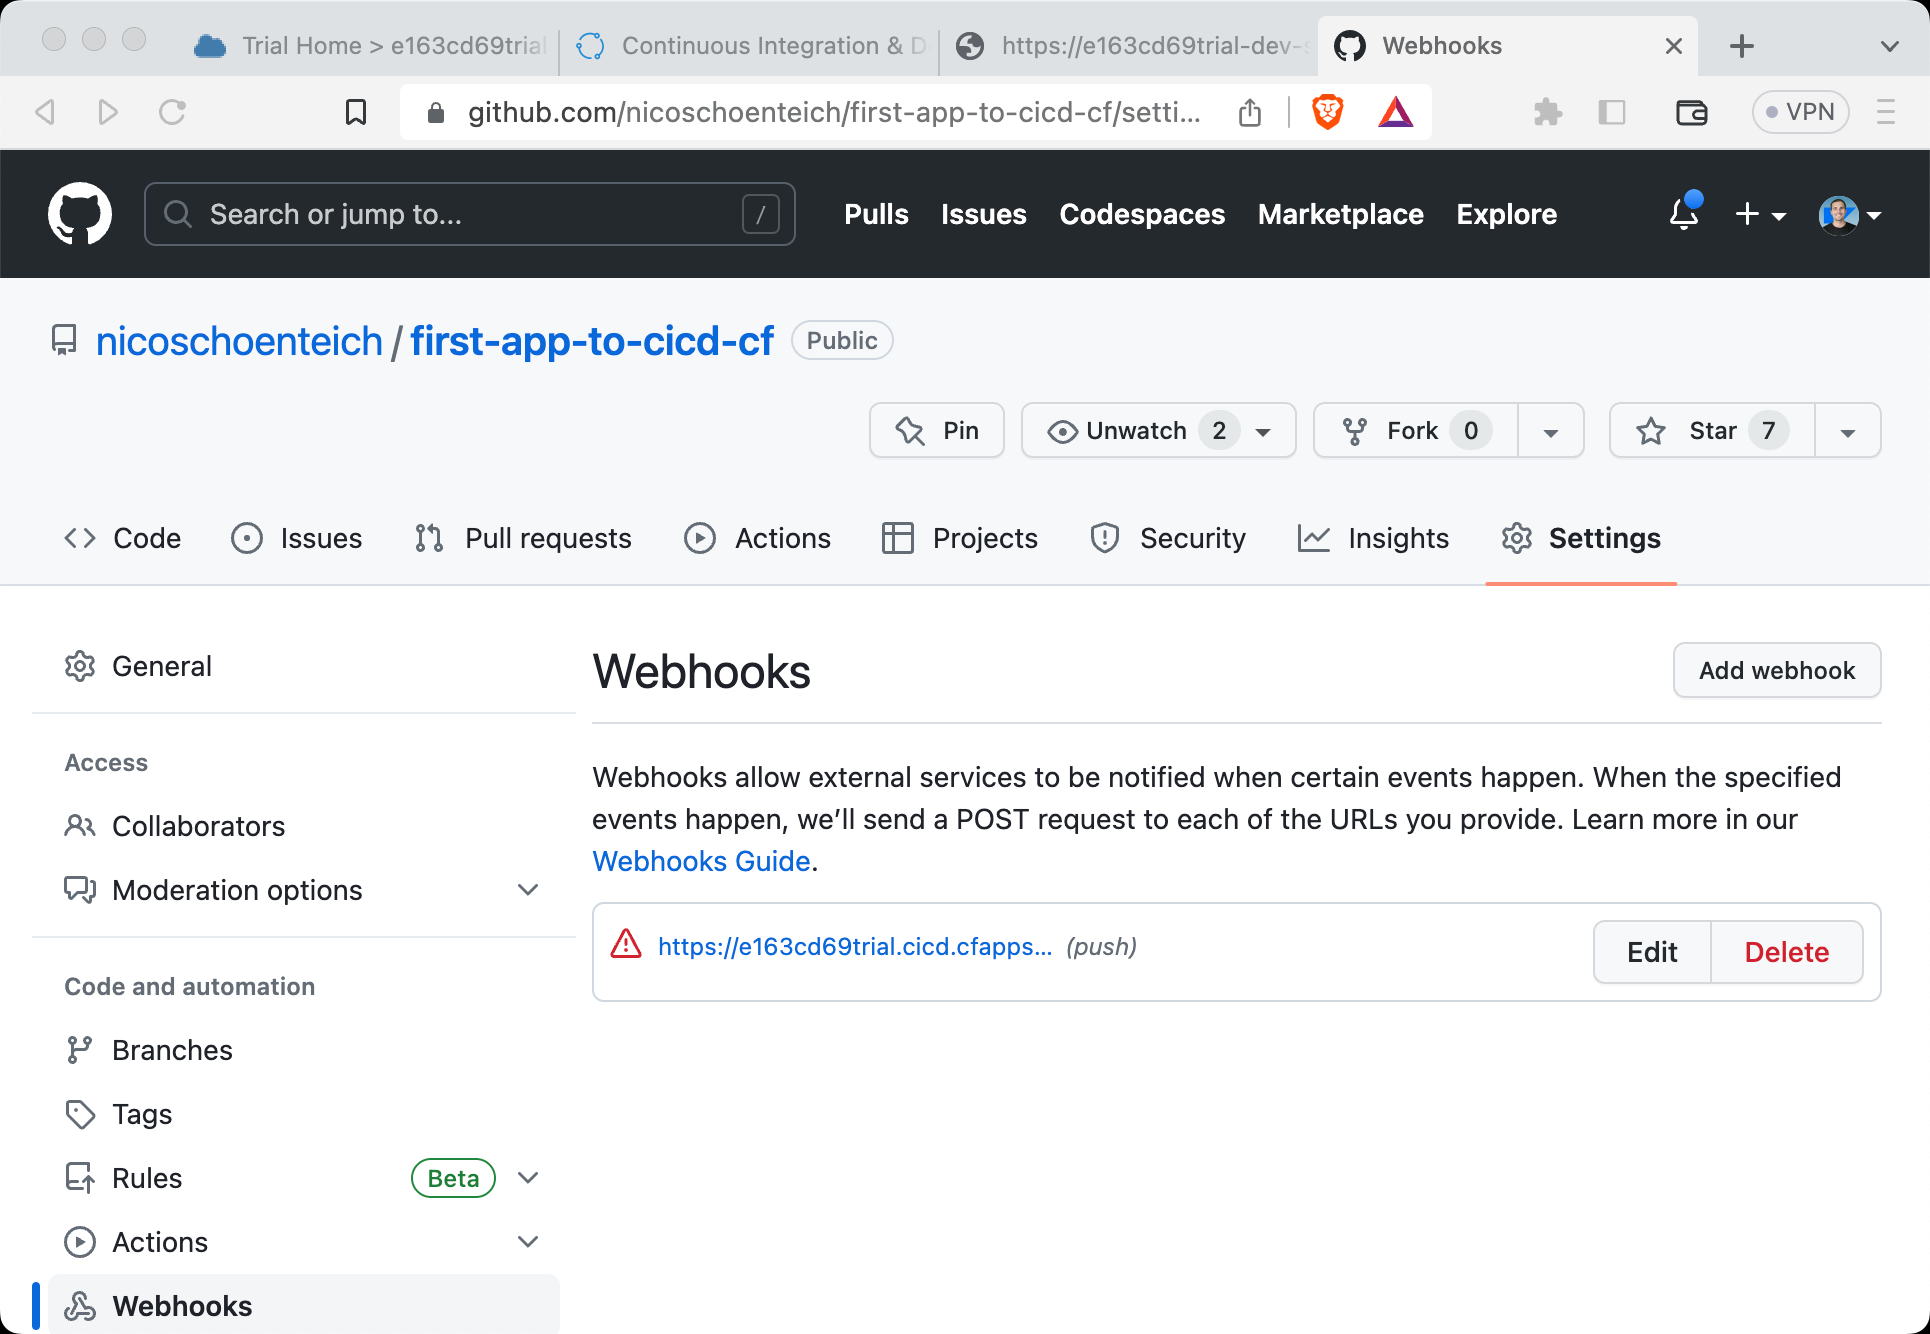 Trial Home > e163cd69trial
Continuous Integration & D
https://e163cd69trial-dev-s
Webhooks
github.com/nicoschoenteich/first-app-to-cicd-cf/setti...
VPN
Search or jump to...
/
Pulls
Issues
Codespaces
Marketplace
Explore
nicoschoenteich / first-app-to-cicd-cf
Public
Pin
Unwatch 2
Fork 0
Star 7
Code
Issues
Pull requests
Actions
Projects
Security
Insights
Settings
General
Access
Collaborators
Moderation options
Code and automation
Branches
Tags
Rules
Beta
Actions
Webhooks
Webhooks
Add webhook
Webhooks allow external services to be notified when certain events happen. When the specified
events happen, we’ll send a POST request to each of the URLs you provide. Learn more in our
Webhooks Guide.
https://e163cd69trial.cicd.cfapps... (push)
Edit
Delete